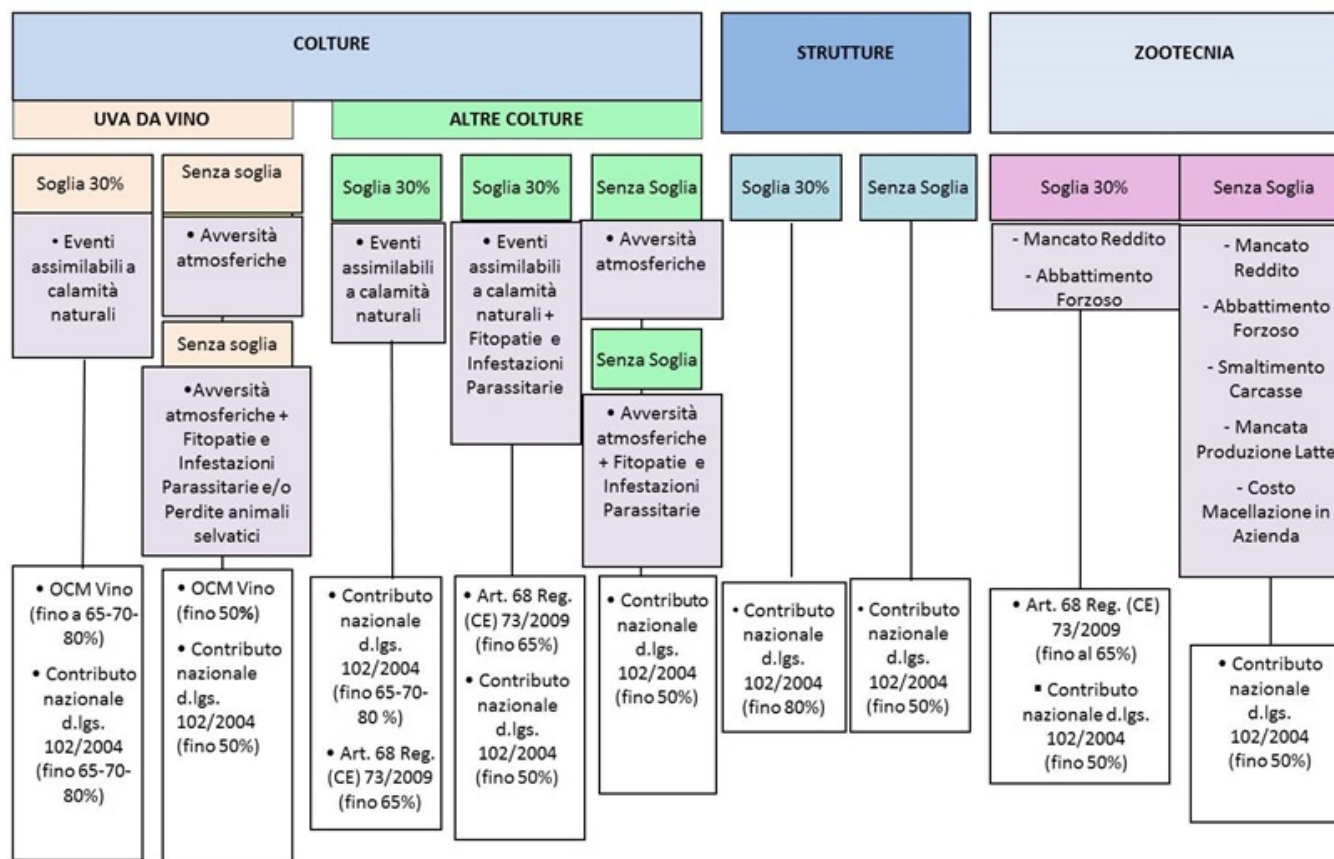 COLTURE
UVA DA VINO
Soglia 30%
• Eventi
assimilabili a
calamità
naturali
• OCM Vino
(fino a 65-70-
80%)
• Contributo
nazionale
d.lgs.
102/2004
(fino 65-70-
80%)
Senza soglia
• Avversità
atmosferiche
Senza soglia
•Avversità
atmosferiche +
Fitopatie e
Infestazioni
Parassitarie e/o
Perdite animali
selvatici
• OCM Vino
(fino 50%)
• Contributo
nazionale
d.lgs.
102/2004
(fino 50%)
ALTRE COLTURE
Soglia 30%
• Eventi
assimilabili
a calamità
naturali
• Contributo
nazionale
d.lgs.
102/2004
(fino 65-70-
80 %)
• Art. 68 Reg.
(CE) 73/2009
(fino 65%)
Soglia 30%
• Eventi
assimilabili
a calamità
naturali +
Fitopatie e
Infestazioni
Parassitarie
• Art. 68 Reg.
(CE) 73/2009
(fino 65%)
• Contributo
nazionale
d.lgs.
102/2004
(fino 50%)
Senza Soglia
• Avversità
atmosferiche
Senza Soglia
• Avversità
atmosferiche
+ Fitopatie e
Infestazioni
Parassitarie
• Contributo
nazionale
d.lgs.
102/2004
(fino 50%)
STRUTTURE
Soglia 30%
• Contributo
nazionale
d.lgs.
102/2004
(fino 80%)
Senza Soglia
• Contributo
nazionale
d.lgs.
102/2004
(fino 50%)
ZOOTECNIA
Soglia 30%
- Mancato Reddito
- Abbattimento
Forzoso
• Art. 68 Reg. (CE)
73/2009
(fino al 65%)
▪ Contributo
nazionale d.lgs.
102/2004
(fino 50%)
Senza Soglia
- Mancato
Reddito
- Abbattimento
Forzoso
- Smaltimento
Carcasse
- Mancata
Produzione Latte
- Costo
Macellazione in
Azienda
• Contributo
nazionale
d.lgs.
102/2004
(fino 50%)